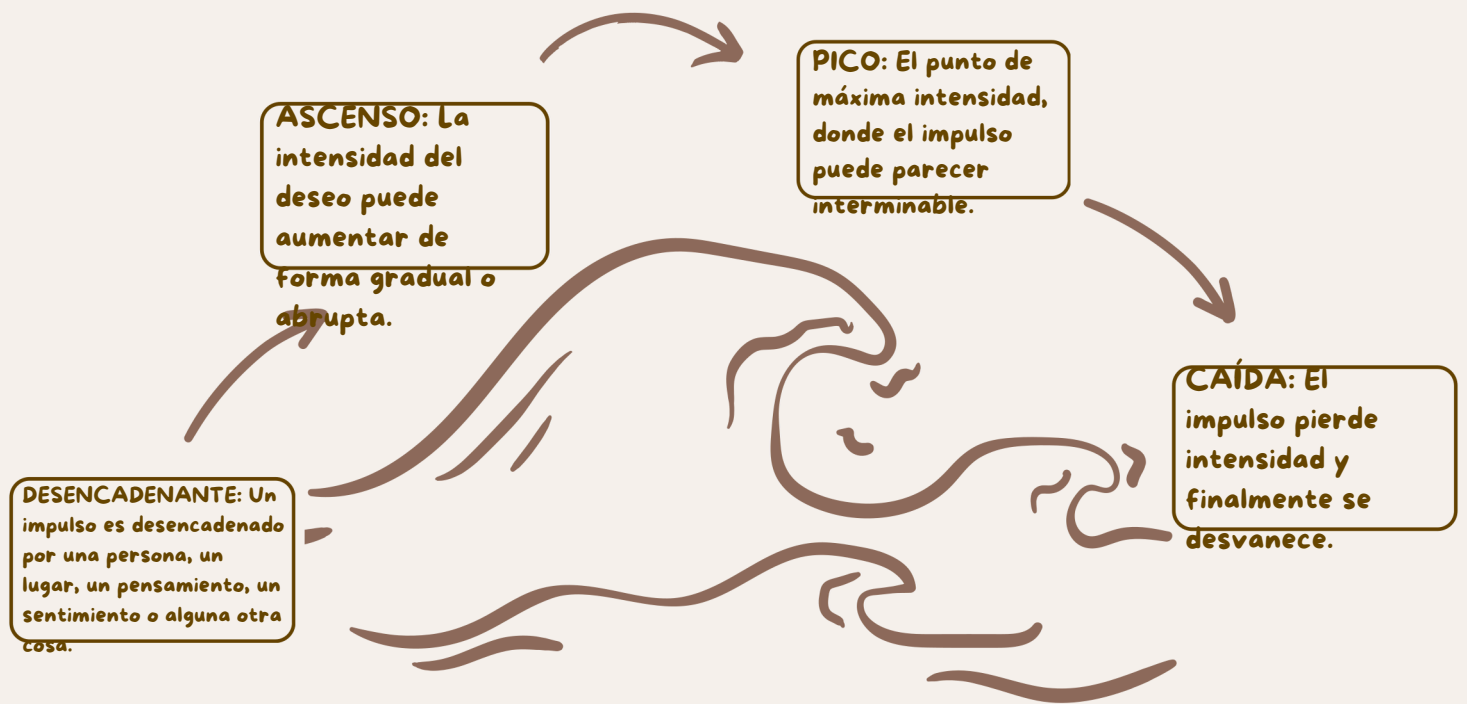 DESENCADENANTE: Un
impulso es desencadenado
por una persona, un
lugar, un pensamiento, un
sentimiento o alguna otra
cosa.
ASCENSO: La
intensidad del
deseo puede
aumentar de
forma gradual o
abrupta.
PICO: El punto de
máxima intensidad,
donde el impulso
puede parecer
interminable.
CAÍDA: El
impulso pierde
intensidad y
finalmente se
desvanece.